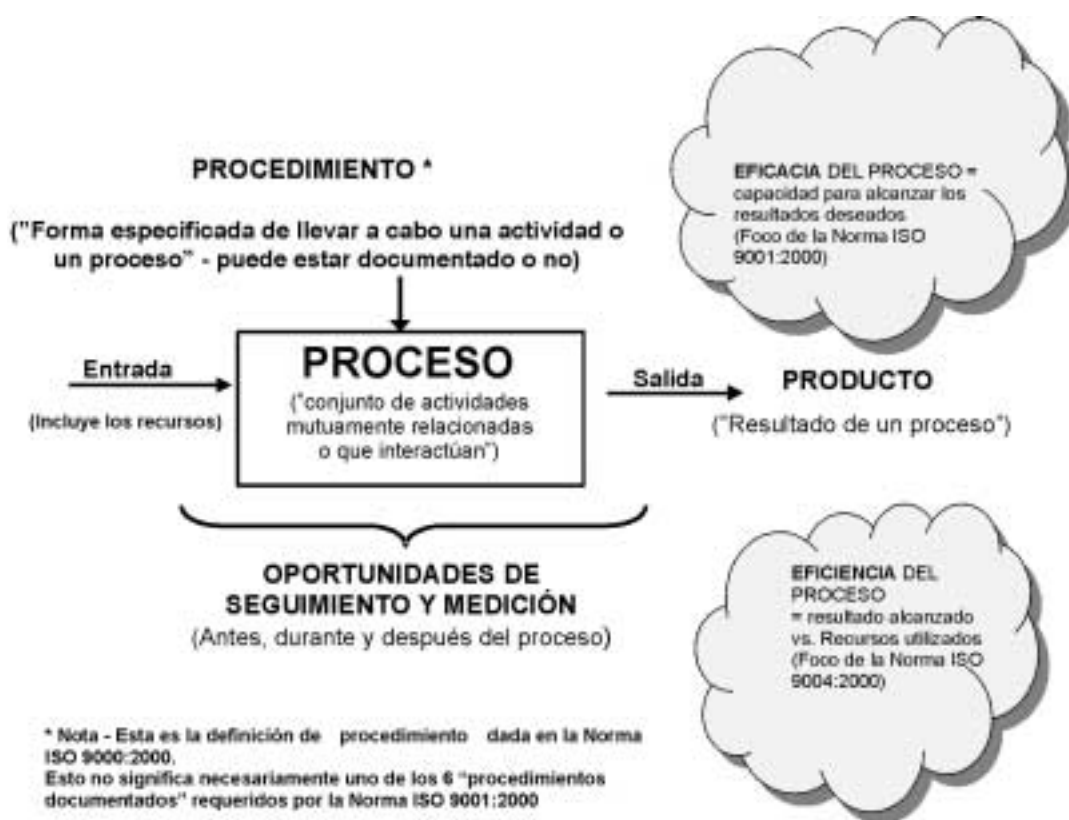 PROCEDIMIENTO *
("Forma especificada de llevar a cabo una actividad o
un proceso" - puede estar documentado o no)
EFICACIA DEL PROCESO =
capacidad para alcanzar los
resultados deseados
(Foco de la Norma ISO
9001:2000)
Entrada
(Incluye los recursos)
PROCESO
("conjunto de actividades
mutuamente relacionadas
o que interactúan")
Salida
PRODUCTO
("Resultado de un proceso")
OPORTUNIDADES DE
SEGUIMIENTO Y MEDICIÓN
(Antes, durante y después del proceso)
EFICIENCIA DEL
PROCESO
= resultado alcanzado
vs. Recursos utilizados
(Foco de la Norma ISO
9004:2000)
* Nota - Esta es la definición de procedimiento dada en la Norma
ISO 9000:2000.
Esto no significa necesariamente uno de los 6 "procedimientos
documentados" requeridos por la Norma ISO 9001:2000